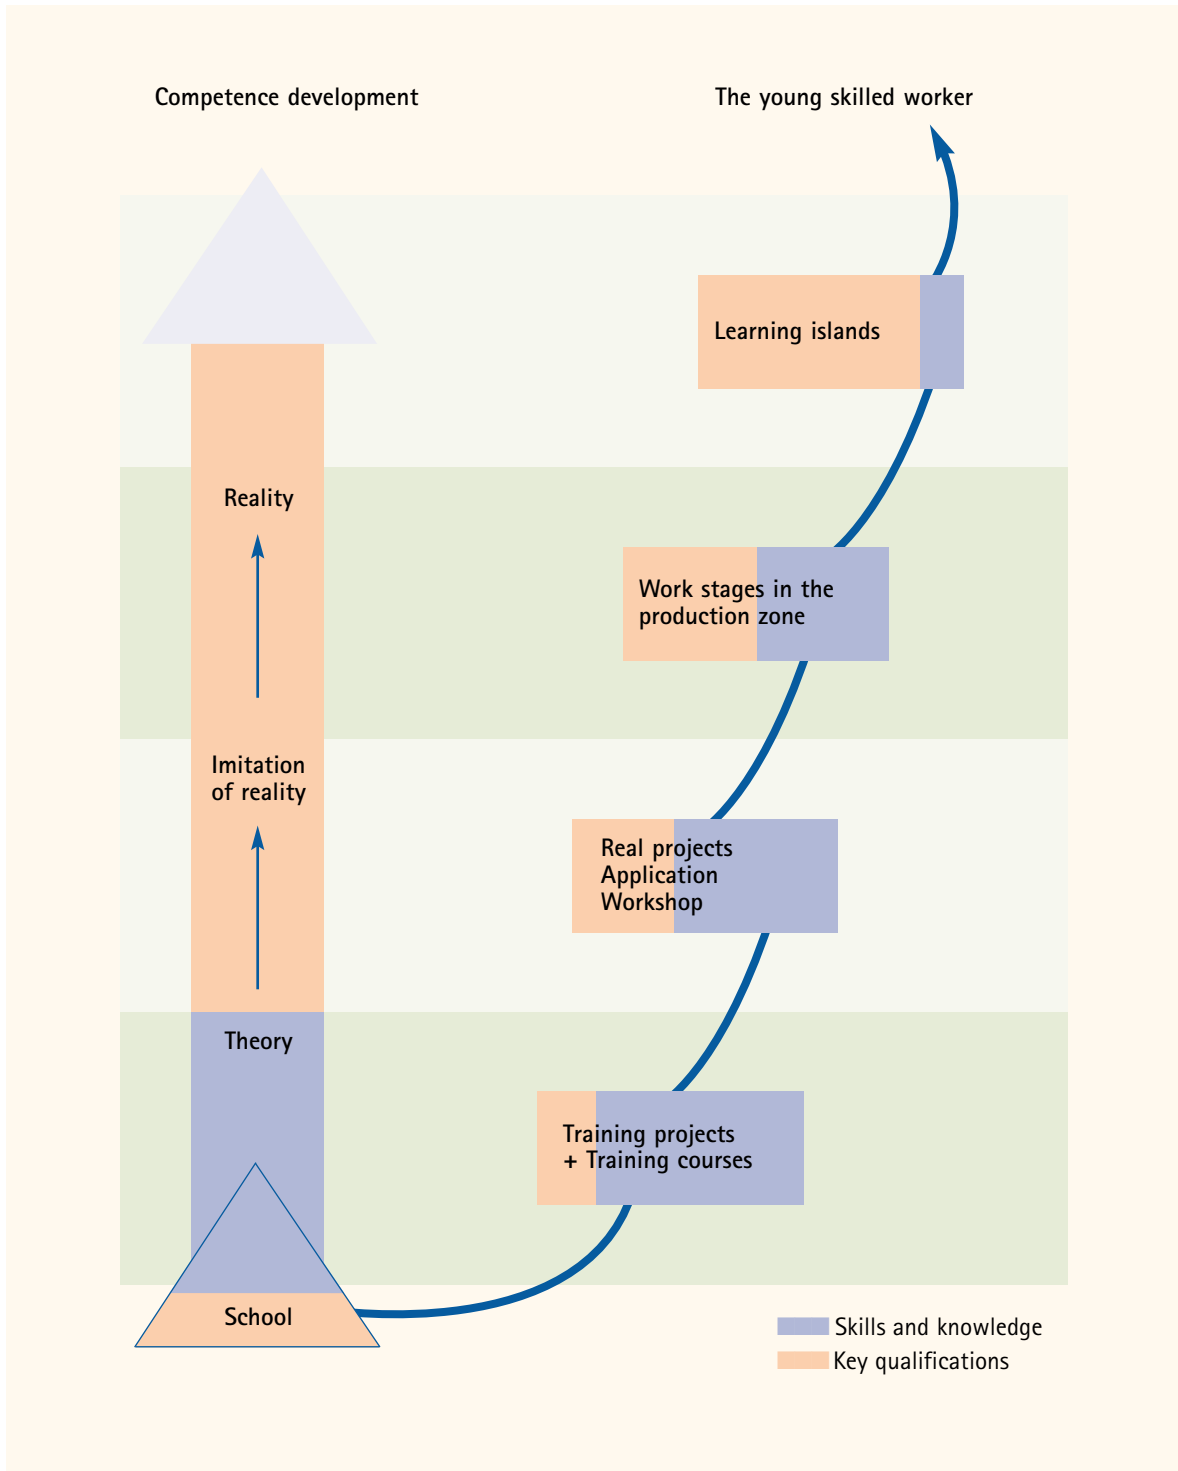 Competence development
The young skilled worker
Learning islands
Reality
Work stages in the
production zone
Imitation
of reality
Real projects
Application
Workshop
Theory
Training projects
+ Training courses
School
Skills and knowledge
Key qualifications